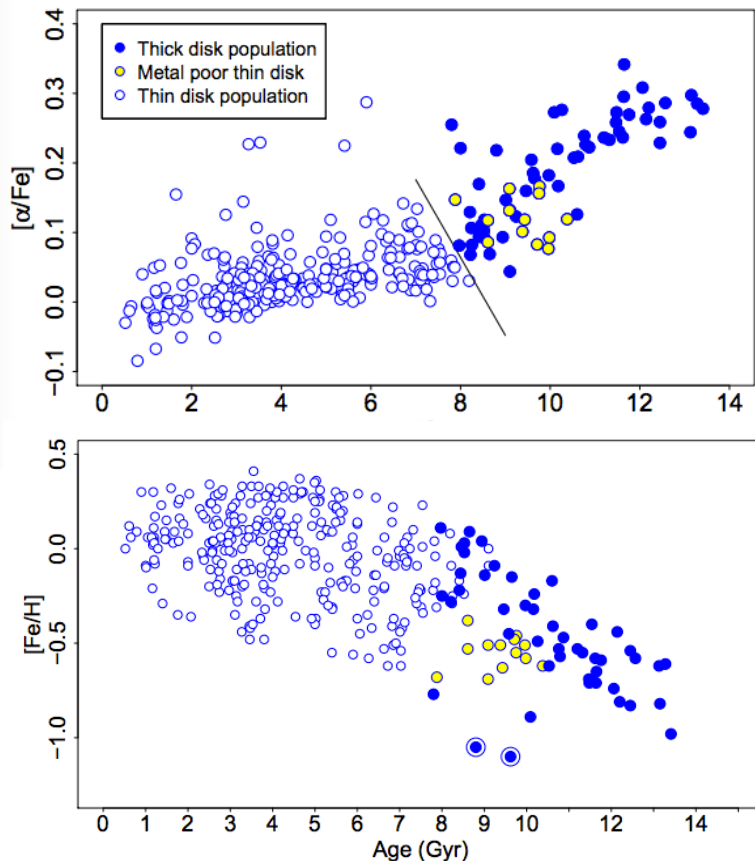 0.4
Thick disk population
Metal poor thin disk
Thin disk population
0.3
[α/Fe]
0.2
0.1
0.0
−0.1
0 2 4 6 8 10 12 14
0.5
[Fe/H]
0.0
−0.5
−1.0
0 1 2 3 4 5 6 7 8 9 10 11 12 13 14
Age (Gyr)